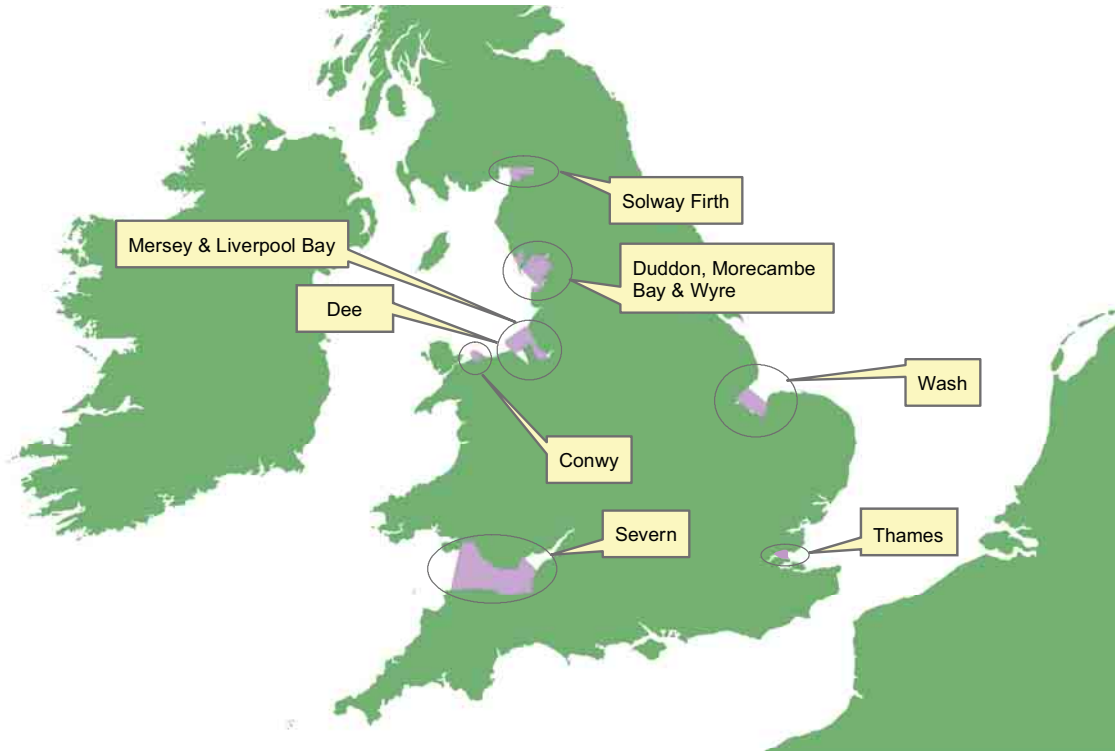 Solway Firth
Mersey & Liverpool Bay
Duddon, Morecambe
Bay & Wyre
Dee
Wash
Conwy
Severn
Thames